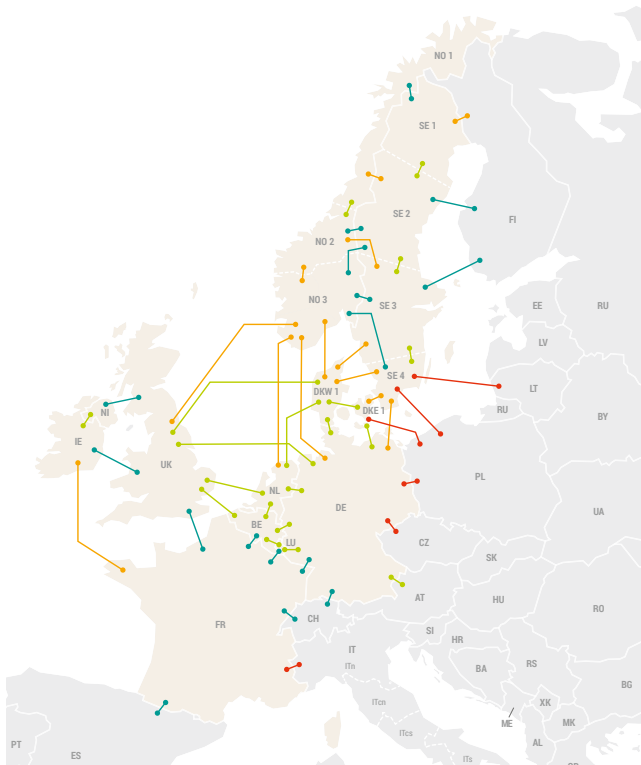 NO 1
SE 1
SE 2
FI
NO 2
NO 3
SE 3
EE
RU
LV
SE 4
LT
DKW 1
RU
DKE 1
NI
IE
BY
UK
PL
NL
DE
UA
BE
LU
CZ
SK
AT
HU
RO
FR
CH
SI
HR
IT
ITn
BA
RS
BG
ITcn
XK
ME
MK
ITcs
PT
ES
AL
ITs